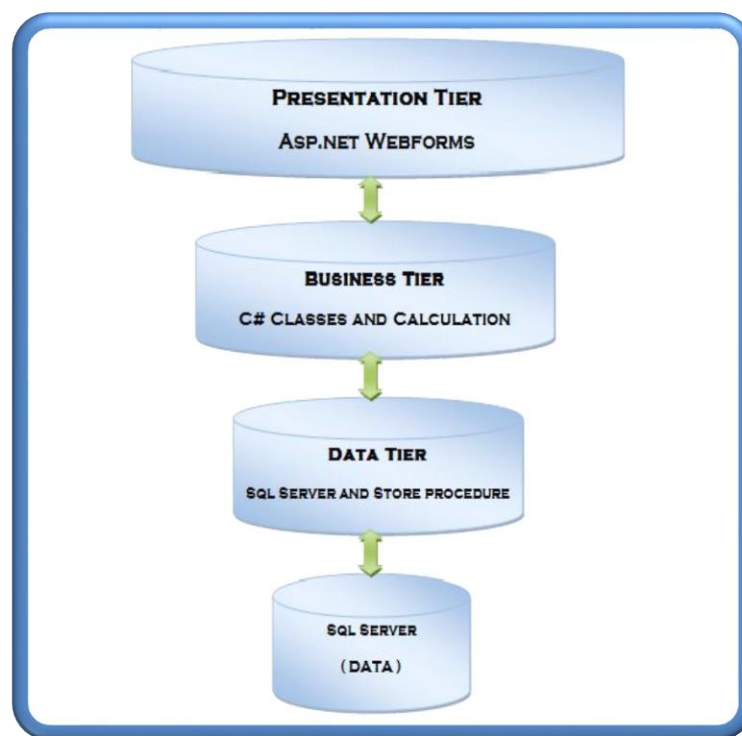 Presentation Tier
Asp.net Webforms
Business Tier
C# Classes and Calculation
Data Tier
Sql Server and Store procedure
Sql Server
(data)